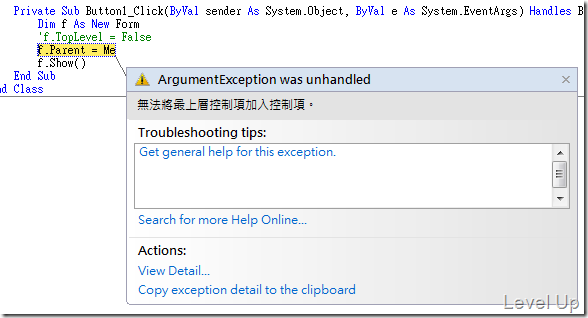 Private Sub Button1_Click(ByVal sender As System.Object, ByVal e As System.EventArgs) Handles B
Dim f As New Form
'f.TopLevel = False
f.Parent = Me
f.Show()
End Sub
nd Class
ArgumentException was unhandled
無法將最上層控制項加入控制項。
Troubleshooting tips:
Get general help for this exception.
Search for more Help Online...
Actions:
View Detail...
Copy exception detail to the clipboard
Level Up